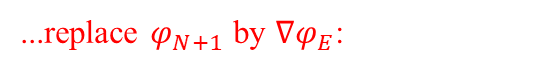 ...replace φ_{N+1} by ∇φ_E: